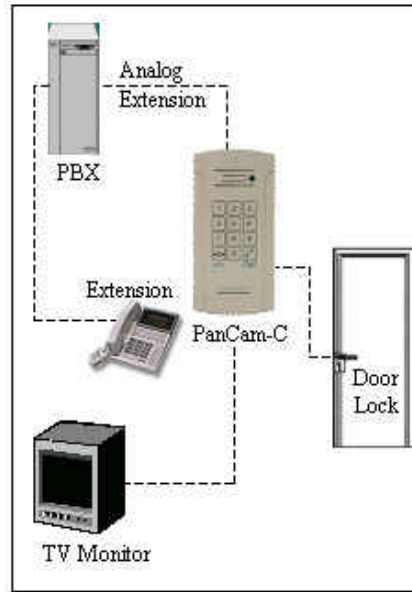 Analog
Extension
PBX
Extension
PanCam-C
Door
Lock
TV Monitor